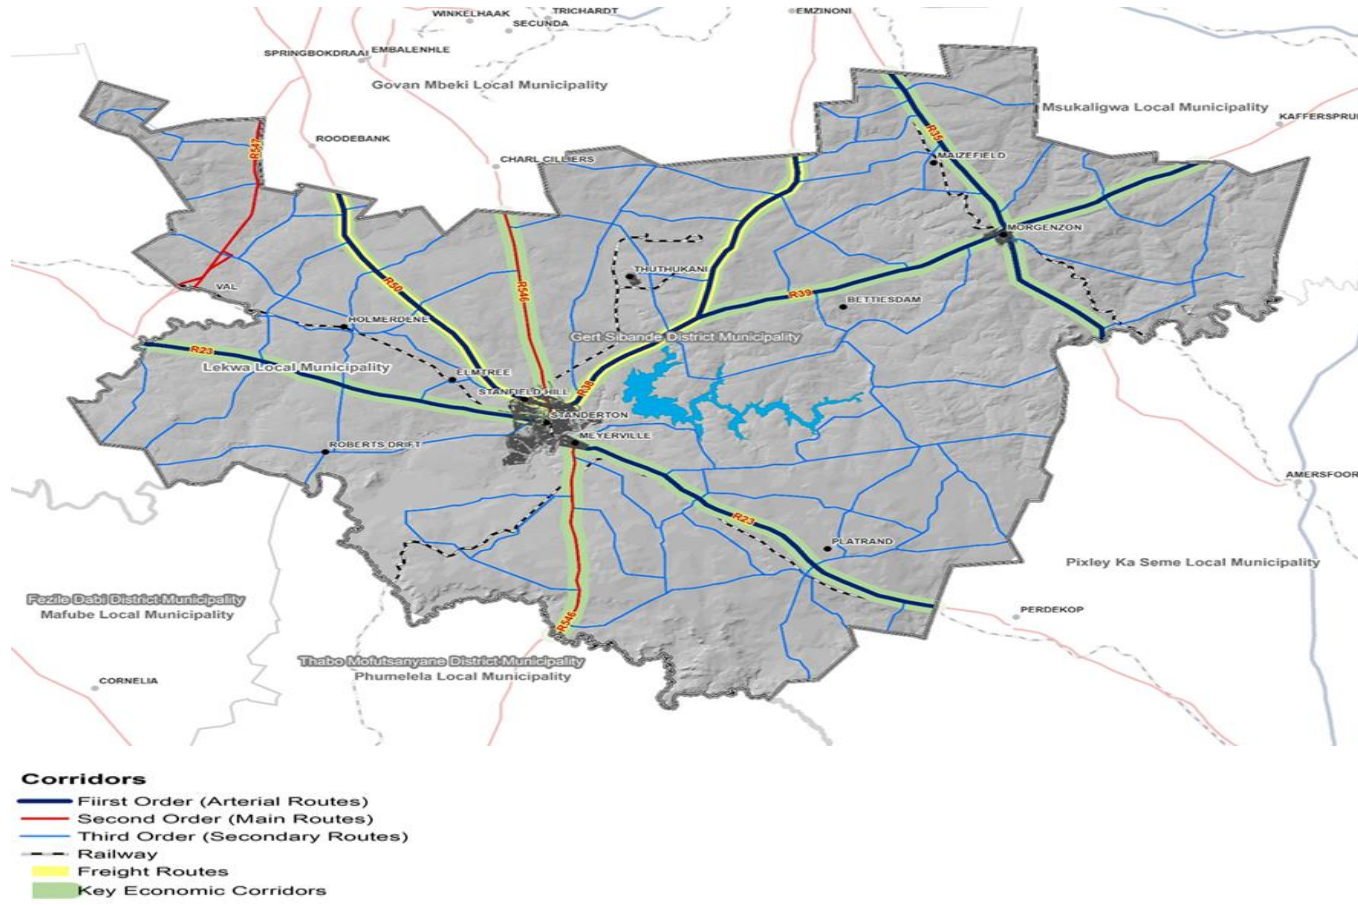 WINKELHAAK
TRICHARDT
SECUNDA
EMZINONI
SPRINGBOKDRAAI
EMBALENHLE
Govan Mbeki Local Municipality
Msukaligwa Local Municipality
KAFFERSPRUI
ROODEBANK
R547
R35
CHARL CILLIERS
MAIZEFIELD
MORGENZON
THUTHUKANI
VAL
R50
R546
R39
BETTIESDAM
HOLMERDENE
Gert Sibande District Municipality
R23
Lekwa Local Municipality
ELMTREE
STANFIELD HILL
R38
STANDERTON
MEYERVILLE
ROBERTS DRIFT
AMERSFOOR
R23
PLATRAND
Pixley Ka Seme Local Municipality
Fezile Dabi District Municipality
Mafube Local Municipality
PERDEKOP
R546
Thabo Mofutsanyane District Municipality
Phumelela Local Municipality
CORNELIA
Corridors
Fiirst Order (Arterial Routes)
Second Order (Main Routes)
Third Order (Secondary Routes)
Railway
Freight Routes
Key Economic Corridors